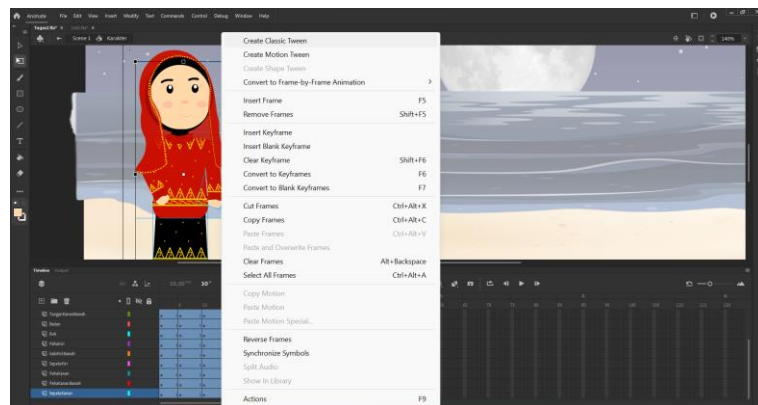 Animate File Edit View Insert Modify Text Commands Control Debug Window Help
Scene 1 Karakter
140%
Create Classic Tween
Create Motion Tween
Create Shape Tween
Convert to Frame-by-Frame Animation
Insert Frame F5
Remove Frames Shift+F5
Insert Keyframe
Insert Blank Keyframe
Clear Keyframe Shift+F6
Convert to Keyframes F6
Convert to Blank Keyframes F7
Cut Frames Ctrl+Alt+X
Copy Frames Ctrl+Alt+C
Paste Frames Ctrl+Alt+V
Paste and Overwrite Frames
Clear Frames Alt+Backspace
Select All Frames Ctrl+Alt+A
Copy Motion
Paste Motion
Paste Motion Special...
Reverse Frames
Synchronize Symbols
Split Audio
Show In Library
Actions F9
Timeline Output
TanganKananBawah
Badan